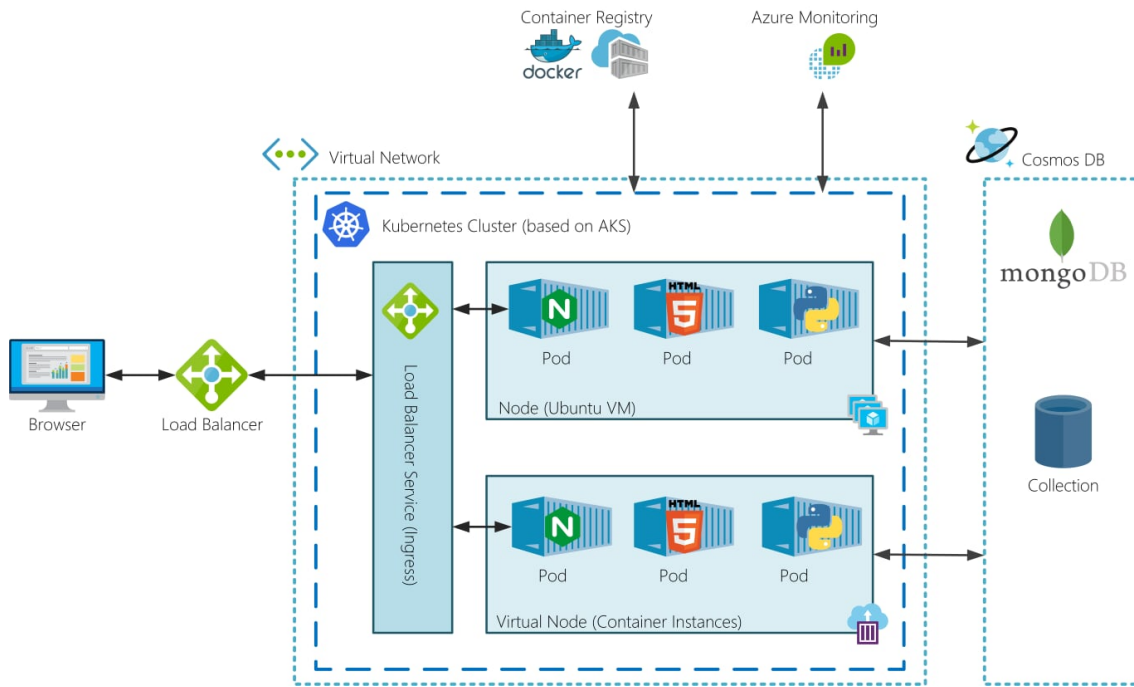 Container Registry
Azure Monitoring
docker
Virtual Network
Cosmos DB
Kubernetes Cluster (based on AKS)
mongoDB
HTML
5
N
Pod
Pod
Pod
Node (Ubuntu VM)
Browser
Load Balancer
Load Balancer Service (Ingress)
Collection
HTML
5
N
Pod
Pod
Pod
Virtual Node (Container Instances)